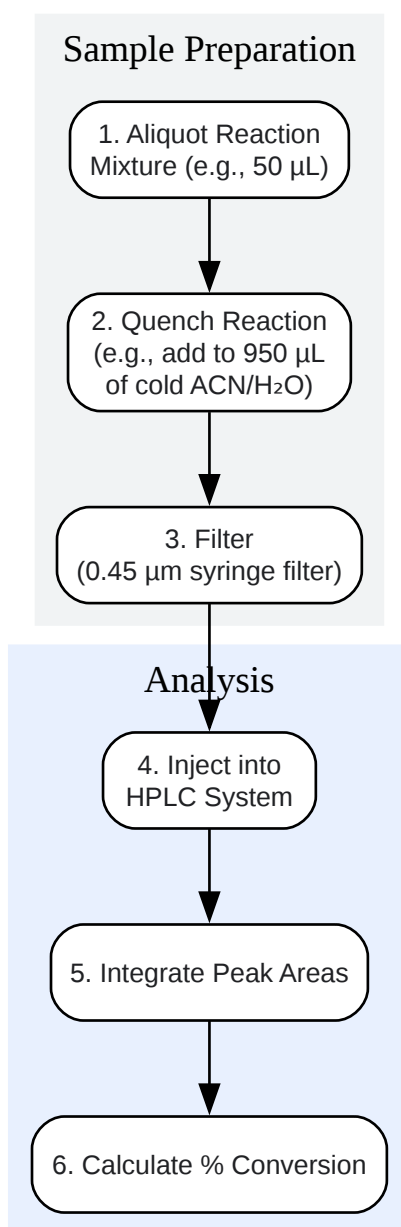 Sample Preparation
1. Aliquot Reaction
Mixture (e.g., 50 µL)
2. Quench Reaction
(e.g., add to 950 µL
of cold ACN/H₂O)
3. Filter
(0.45 µm syringe filter)
Analysis
4. Inject into
HPLC System
5. Integrate Peak Areas
6. Calculate % Conversion